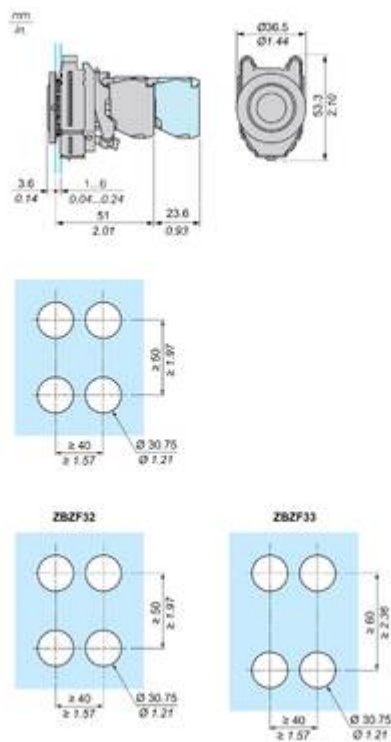 mm
in.
Ø36.5
Ø1.44
53.3
2.10
3.6
0.14
1...6
0.04...0.24
51
2.01
23.6
0.93
≥ 50
≥ 1.97
≥ 40
≥ 1.57
Ø 30.75
Ø 1.21
ZBZF32
ZBZF33
≥ 50
≥ 1.97
≥ 60
≥ 2.36
≥ 40
≥ 1.57
Ø 30.75
Ø 1.21
≥ 40
≥ 1.57
Ø 30.75
Ø 1.21